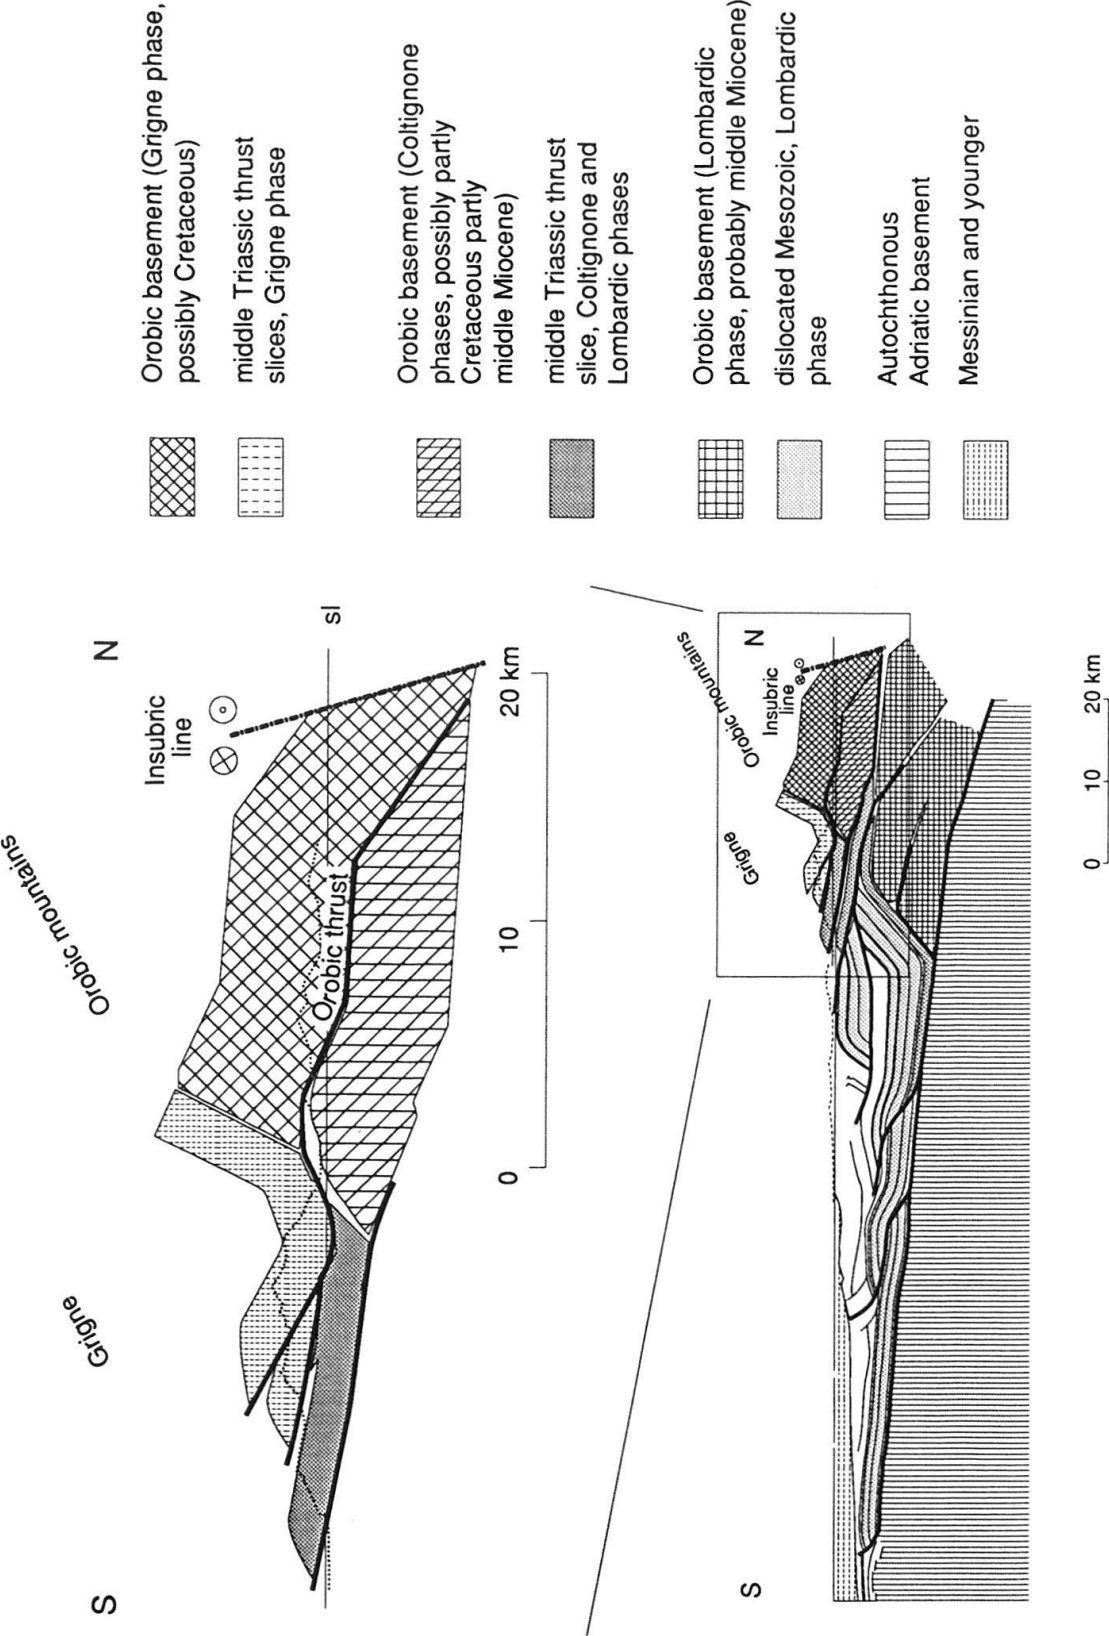 S
N
Grigne
Orobic mountains
Insubric
line
sl
Orobic thrust
0
10
20 km
S
N
Grigne
Orobic mountains
Insubric
line
0
10
20 km
Orobic basement (Grigne phase,
possibly Cretaceous)
middle Triassic thrust
slices, Grigne phase
Orobic basement (Coltignone
phases, possibly partly
Cretaceous partly
middle Miocene)
middle Triassic thrust
slice, Coltignone and
Lombardic phases
Orobic basement (Lombardic
phase, probably middle Miocene)
dislocated Mesozoic, Lombardic
phase
Autochthonous
Adriatic basement
Messinian and younger